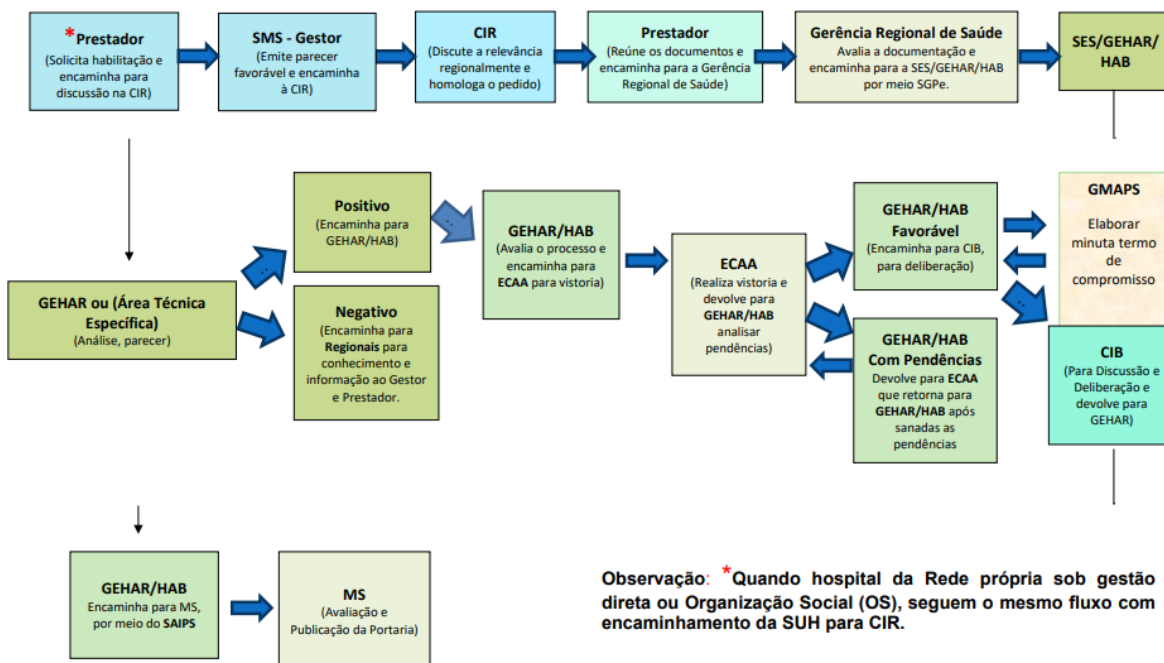 *Prestador
(Solicita habilitação e
encaminha para
discussão na CIR)
SMS - Gestor
(Emite parecer
favorável e encaminha
à CIR)
CIR
(Discute a relevância
regionalmente e
homologa o pedido)
Prestador
(Reúne os documentos e
encaminha para a Gerência
Regional de Saúde)
Gerência Regional de Saúde
(Avalia a documentação e
encaminha para a SES/GEHAR/HAB
por meio SGPe.
SES/GEHAR/
HAB
GEHAR ou (Área Técnica
Específica)
(Análise, parecer)
Positivo
(Encaminha para
GEHAR/HAB)
Negativo
(Encaminha para
Regionais para
conhecimento e
informação ao Gestor
e Prestador.
GEHAR/HAB
(Avalia o processo e
encaminha para
ECAA para vistoria)
ECAA
(Realiza vistoria e
devolve para
GEHAR/HAB
analisar
pendências)
GEHAR/HAB
Favorável
(Encaminha para CIB,
para deliberação)
GEHAR/HAB
Com Pendências
Devolve para ECAA
que retorna para
GEHAR/HAB após
sanadas as
pendências
GMAPS
Elaborar
minuta termo
de
compromisso
CIB
(Para Discussão e
Deliberação e
devolve para
GEHAR)
GEHAR/HAB
Encaminha para MS,
por meio do SAIPS
MS
(Avaliação e
Publicação da Portaria)
Observação: *Quando hospital da Rede própria sob gestão
direta ou Organização Social (OS), seguem o mesmo fluxo com
encaminhamento da SUH para CIR.